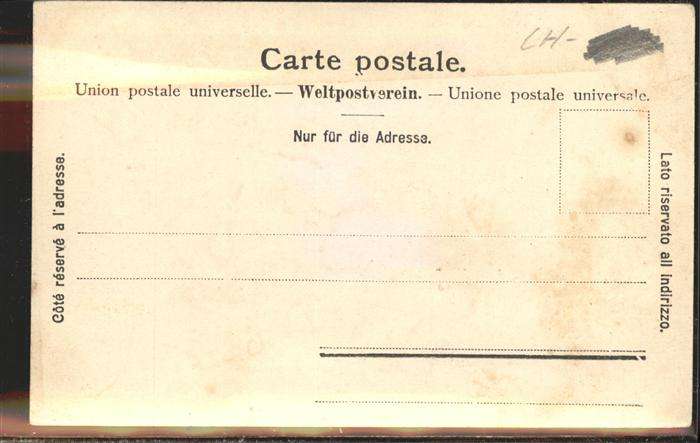 CH-
Carte postale.
Union postale universelle. — Weltpostverein. — Unione postale universale.
Nur für die Adresse.
Côté réservé à l'adresse.
Lato riservato all indirizzo.